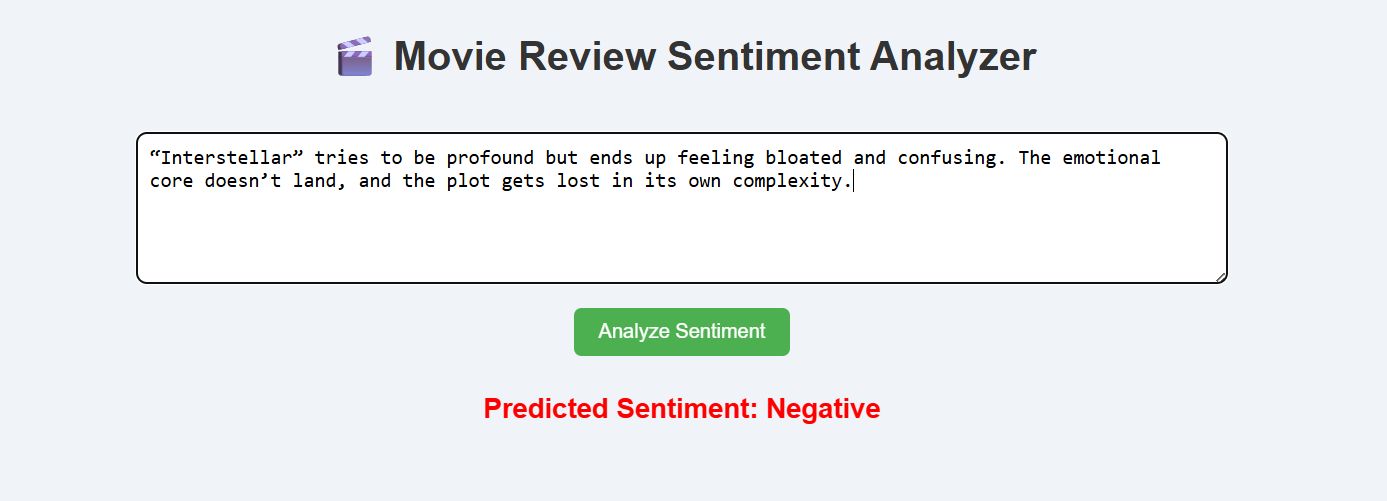 Movie Review Sentiment Analyzer
“Interstellar” tries to be profound but ends up feeling bloated and confusing. The emotional
core doesn’t land, and the plot gets lost in its own complexity.
Analyze Sentiment
Predicted Sentiment: Negative